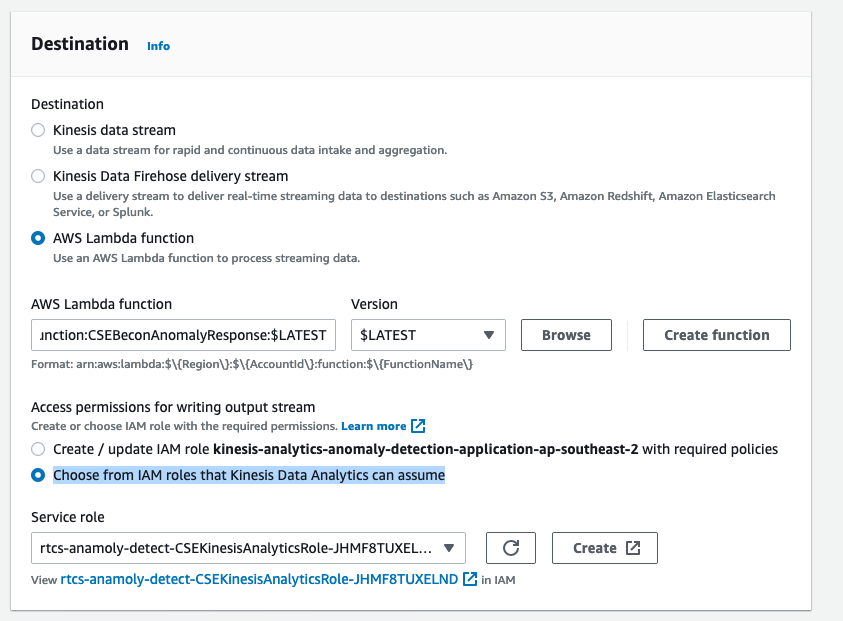 Destination Info
Destination
Kinesis data stream
Use a data stream for rapid and continuous data intake and aggregation.
Kinesis Data Firehose delivery stream
Use a delivery stream to deliver real-time streaming data to destinations such as Amazon S3, Amazon Redshift, Amazon Elasticsearch
Service, or Splunk.
AWS Lambda function
Use an AWS Lambda function to process streaming data.
AWS Lambda function Version
unction:CSEBeconAnomalyResponse:$LATEST $LATEST Browse Create function
Format: arn:aws:lambda:$\{Region\}:$\{AccountId\}:function:$\{FunctionName\}
Access permissions for writing output stream
Create or choose IAM role with the required permissions. Learn more
Create / update IAM role kinesis-analytics-anomaly-detection-application-ap-southeast-2 with required policies
Choose from IAM roles that Kinesis Data Analytics can assume
Service role
rtcs-anamoly-detect-CSEKinesisAnalyticsRole-JHMF8TUXEL... Create
View rtcs-anamoly-detect-CSEKinesisAnalyticsRole-JHMF8TUXELND in IAM